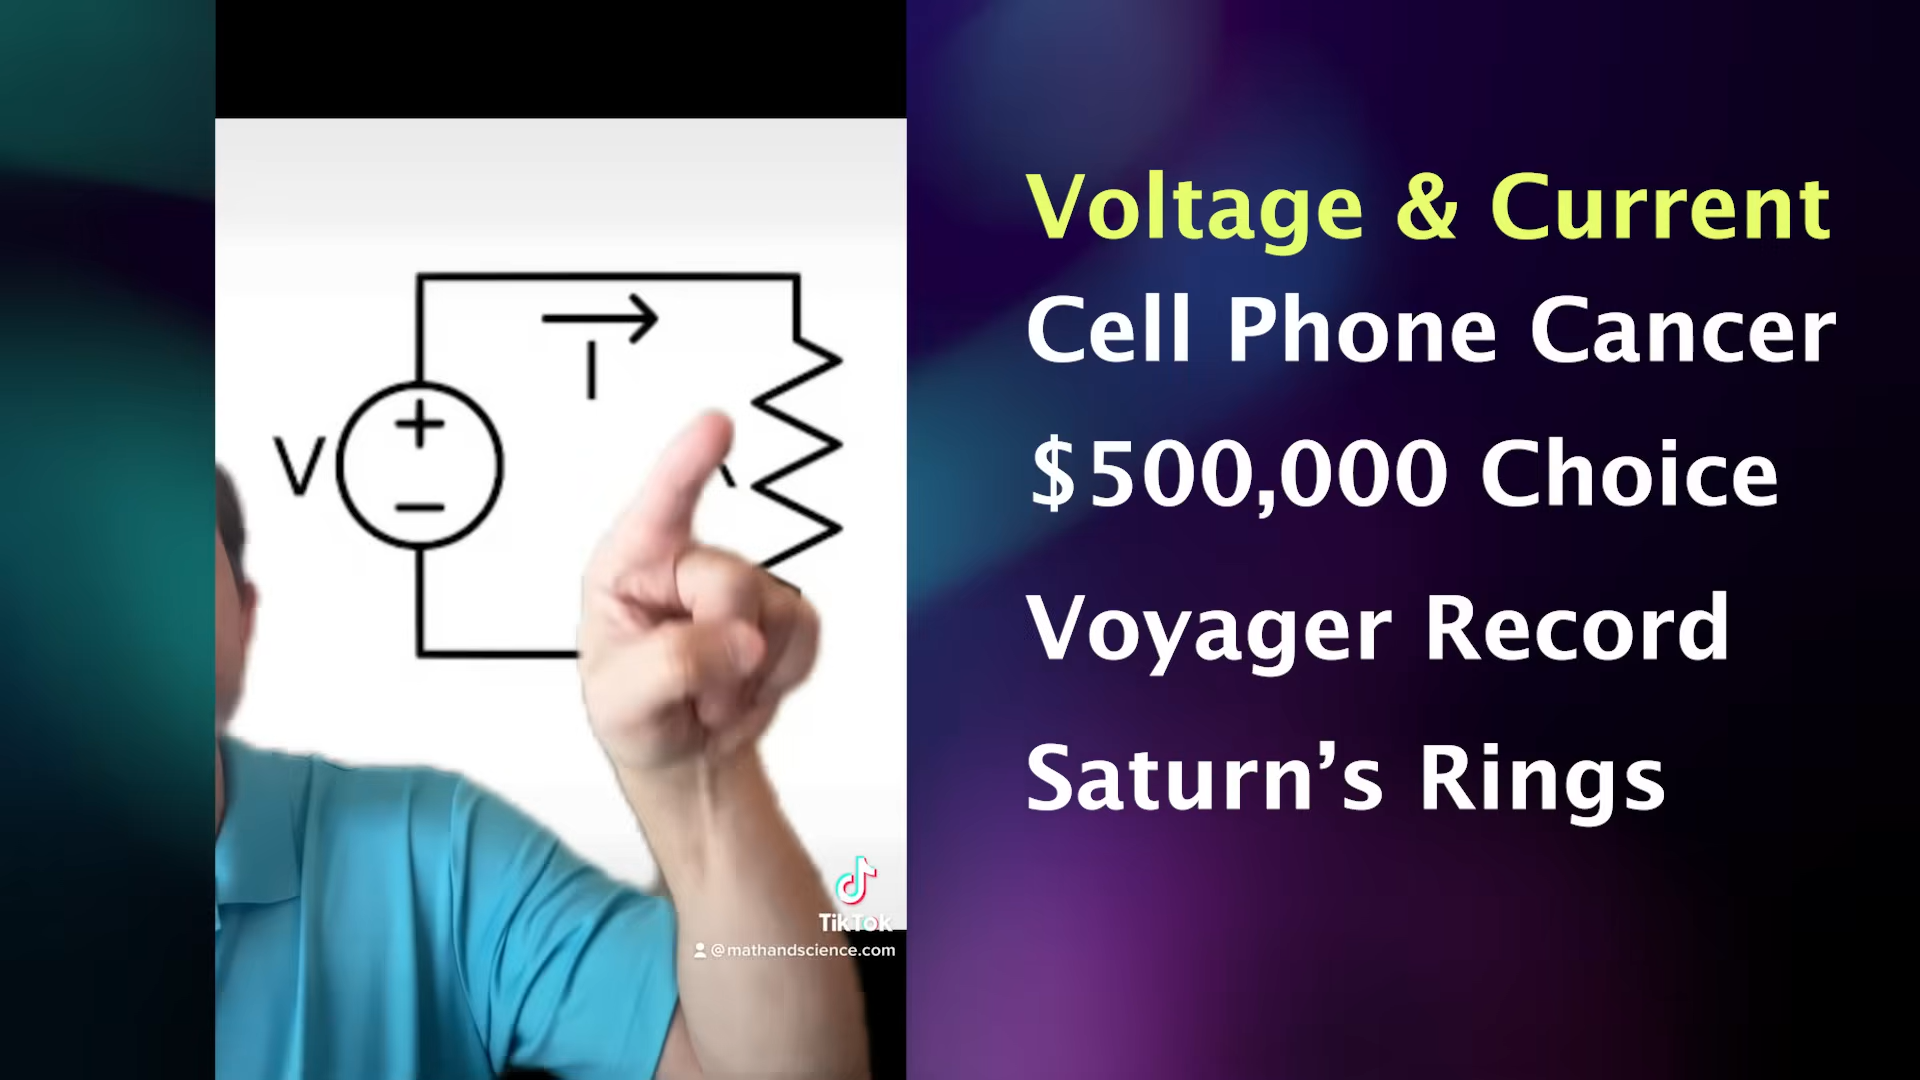 V
I
+
−
Voltage & Current
Cell Phone Cancer
$500,000 Choice
Voyager Record
Saturn’s Rings
TikTok
@mathandscience.com